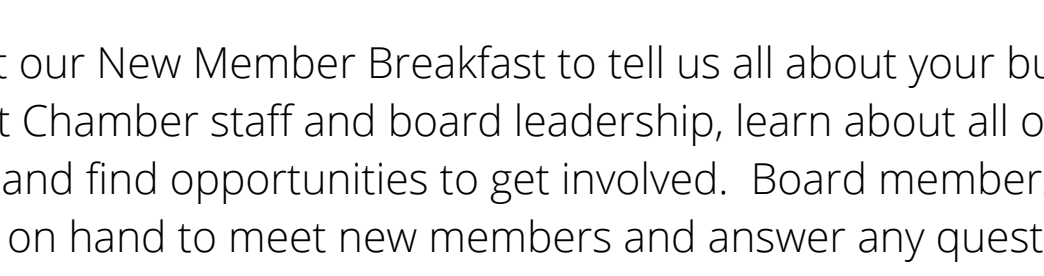 t our New Member Breakfast to tell us all about your bu
t Chamber staff and board leadership, learn about all o
and find opportunities to get involved.  Board member
on hand to meet new members and answer any quest